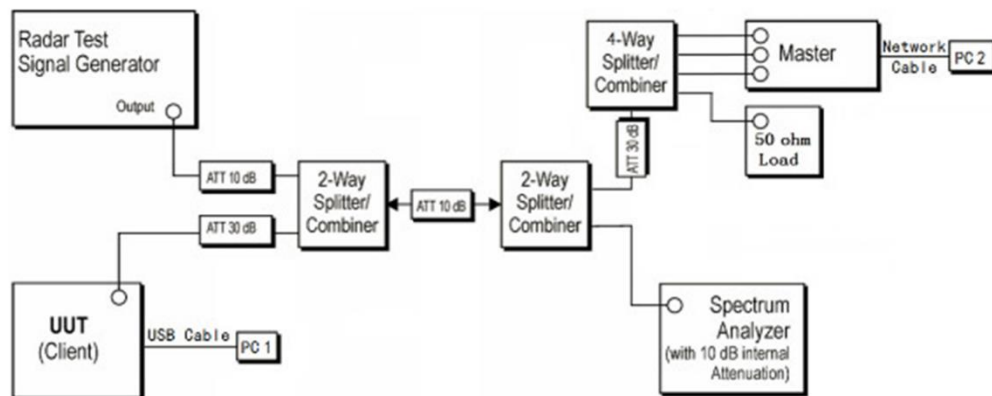 Radar Test
Signal Generator
Output
ATT 10 dB
ATT 30 dB
2-Way
Splitter/
Combiner
ATT 10 dB
2-Way
Splitter/
Combiner
4-Way
Splitter/
Combiner
ATT 30 dB
Master
Network
Cable
PC 2
50 ohm
Load
UUT
(Client)
USB Cable
PC 1
Spectrum
Analyzer
(with 10 dB internal
Attenuation)